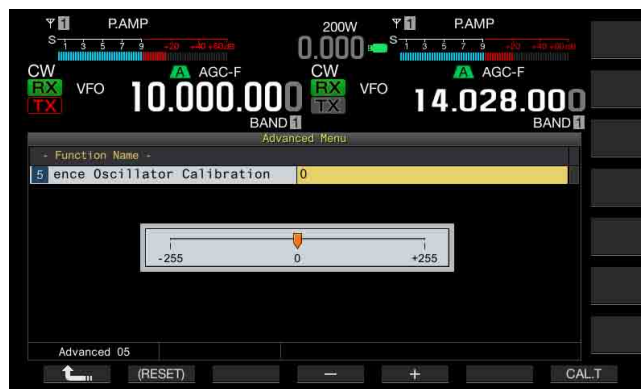 1 P.AMP 200W 1 P.AMP
S 1 3 5 7 9 +20 +40 +60dB 0.000 S 1 3 5 7 9 +20 +40 +60dB
CW A AGC-F CW A AGC-F
RX VFO 10.000.000 RX VFO 14.028.000
TX TX
BAND 1 BAND 1
Advanced Menu
- Function Name -
5 ence Oscillator Calibration 0
-255 0 +255
Advanced 05
(RESET) − + CAL.T